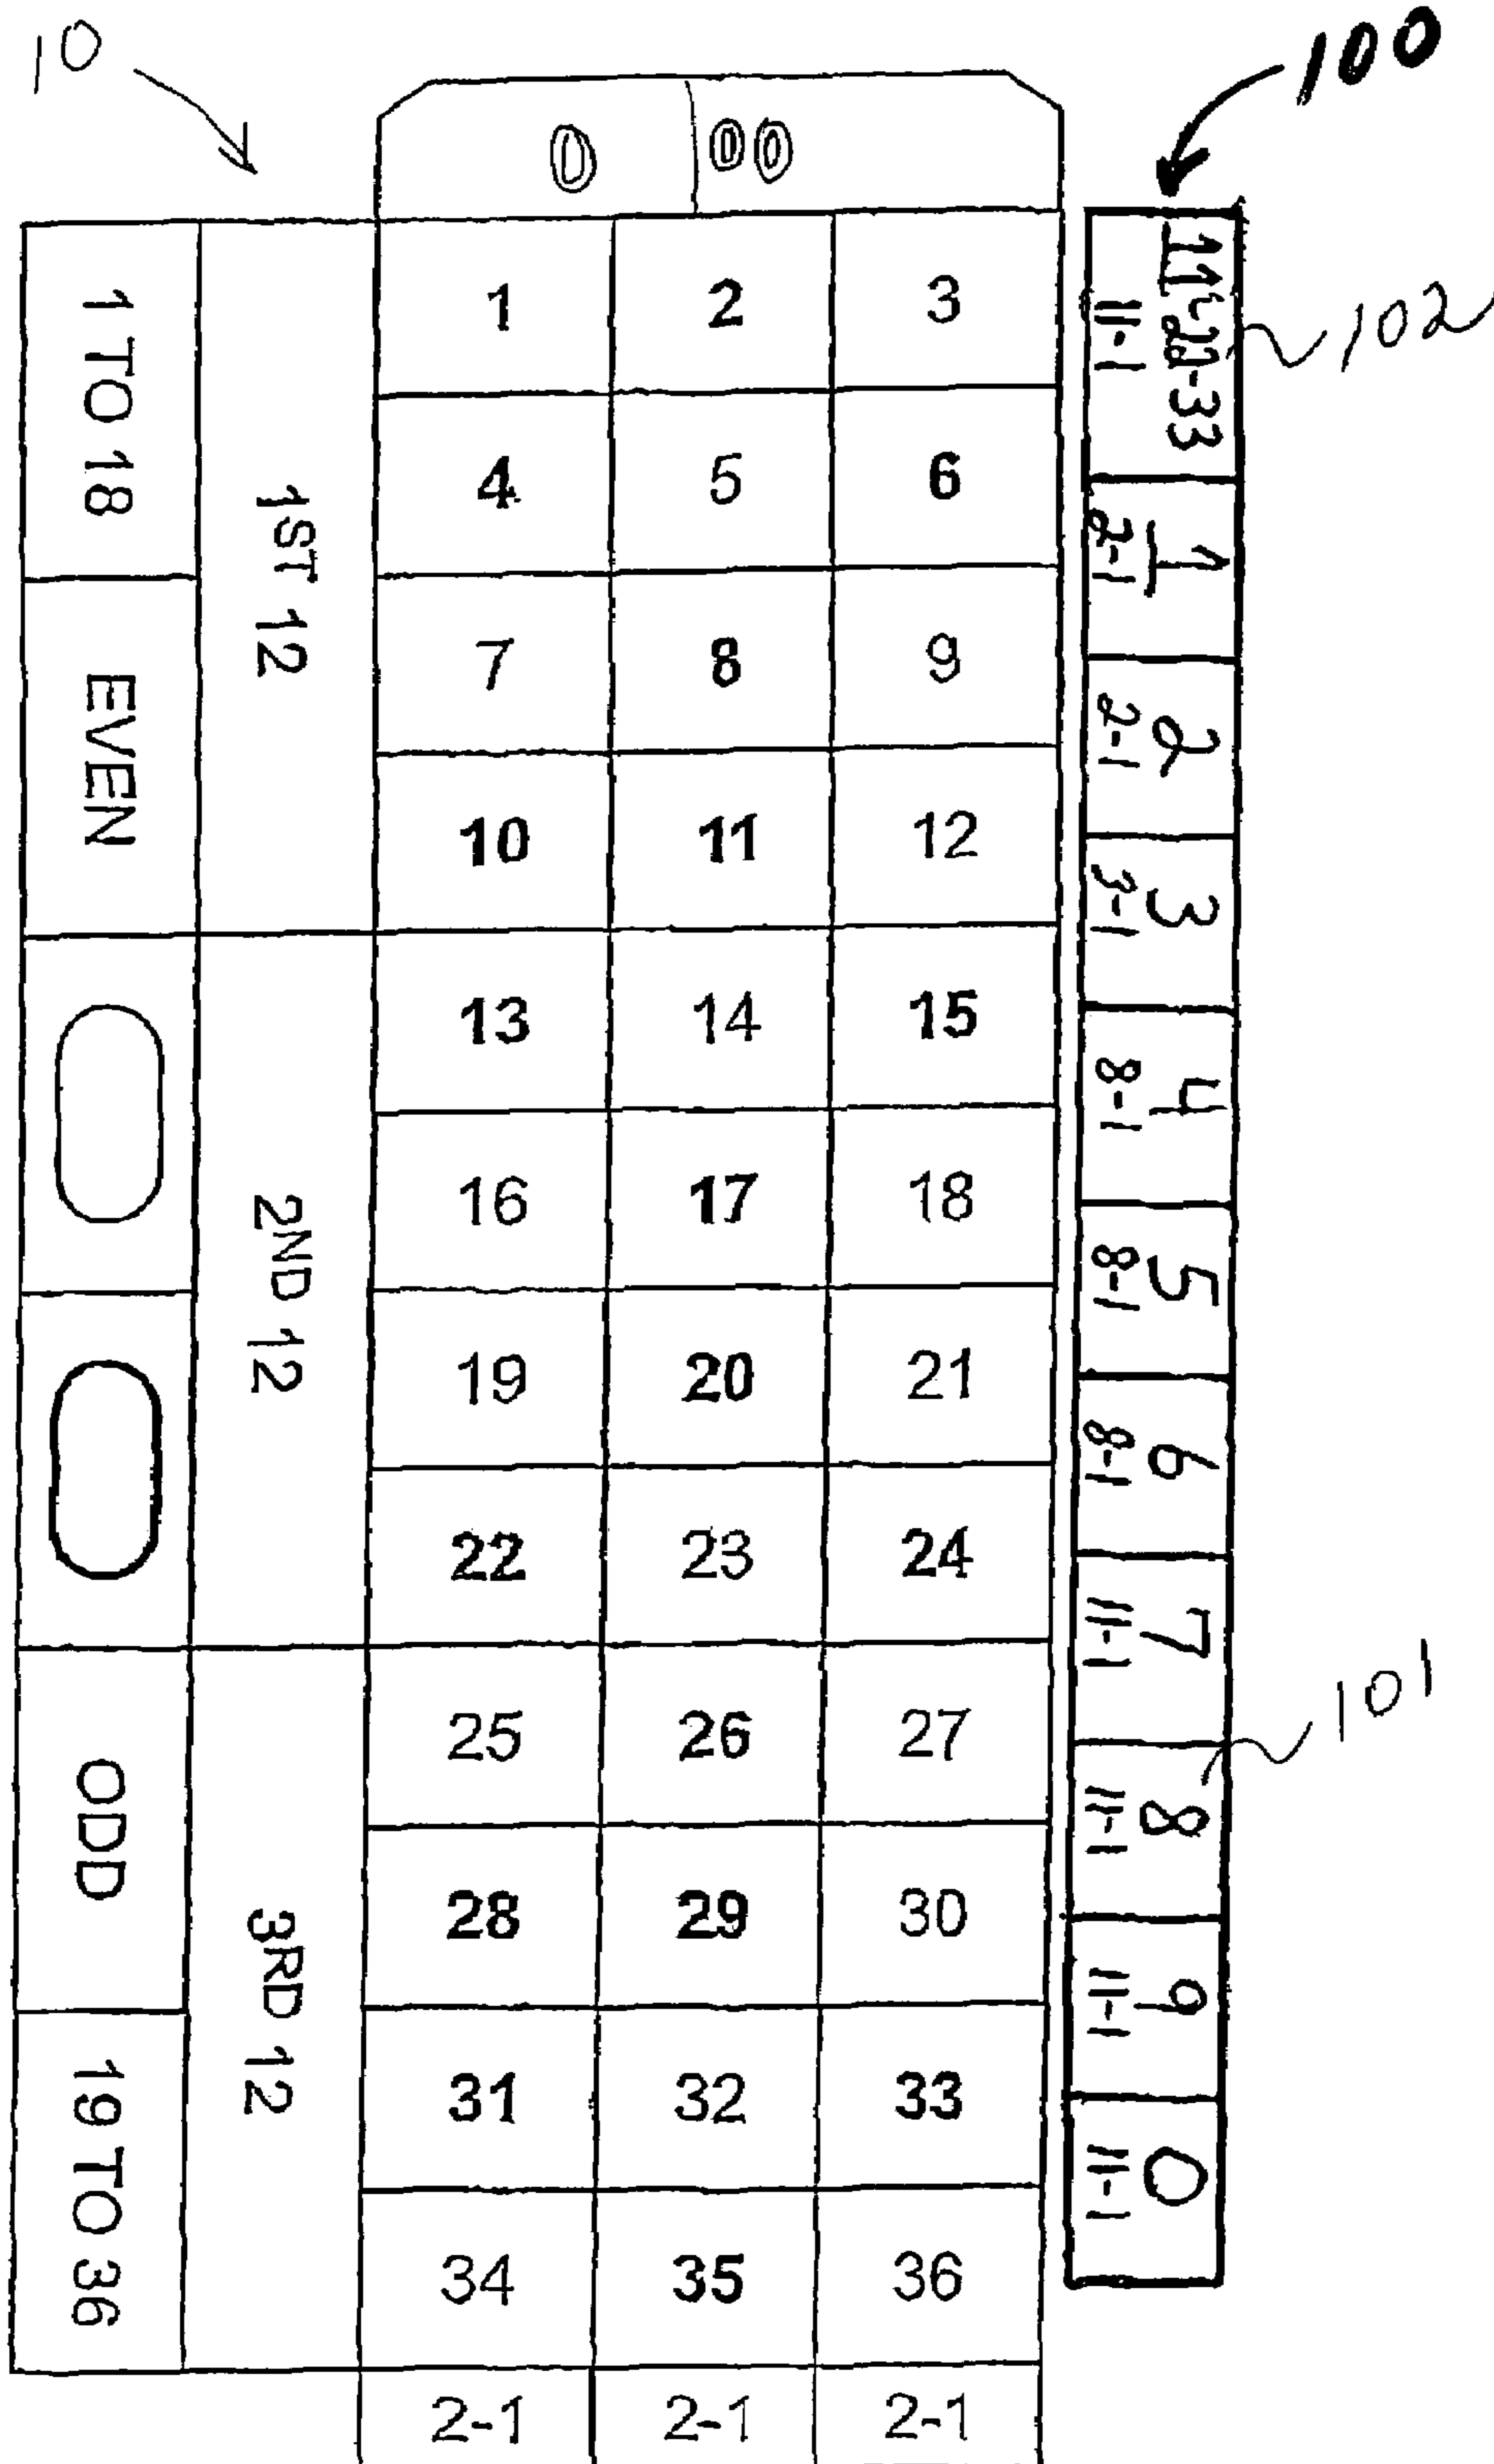 10
100
0 00
1 2 3
4 5 6
7 8 9
10 11 12
13 14 15
16 17 18
19 20 21
22 23 24
25 26 27
28 29 30
31 32 33
34 35 36
2-1 2-1 2-1
1ST 12
2ND 12
3RD 12
1 TO 18
EVEN
ODD
19 TO 36
11-22-33
11-1
1
2-1
2
2-1
3
3-1
4
8-1
5
8-1
6
8-1
7
11-1
8
11-1
9
11-1
0
11-1
102
101